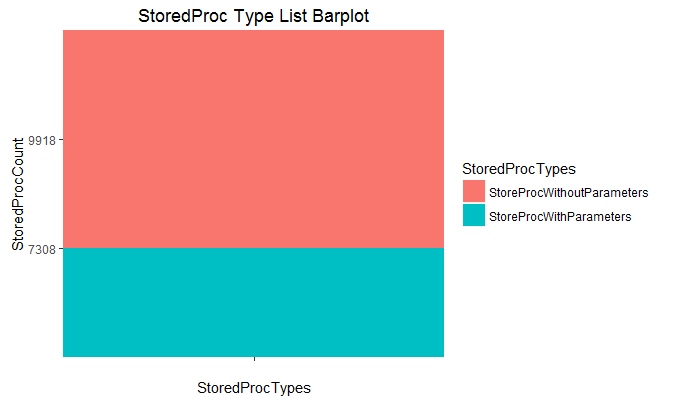 StoredProc Type List Barplot
StoredProcCount
9918
7308
StoredProcTypes
StoredProcTypes
StoreProcWithoutParameters
StoreProcWithParameters